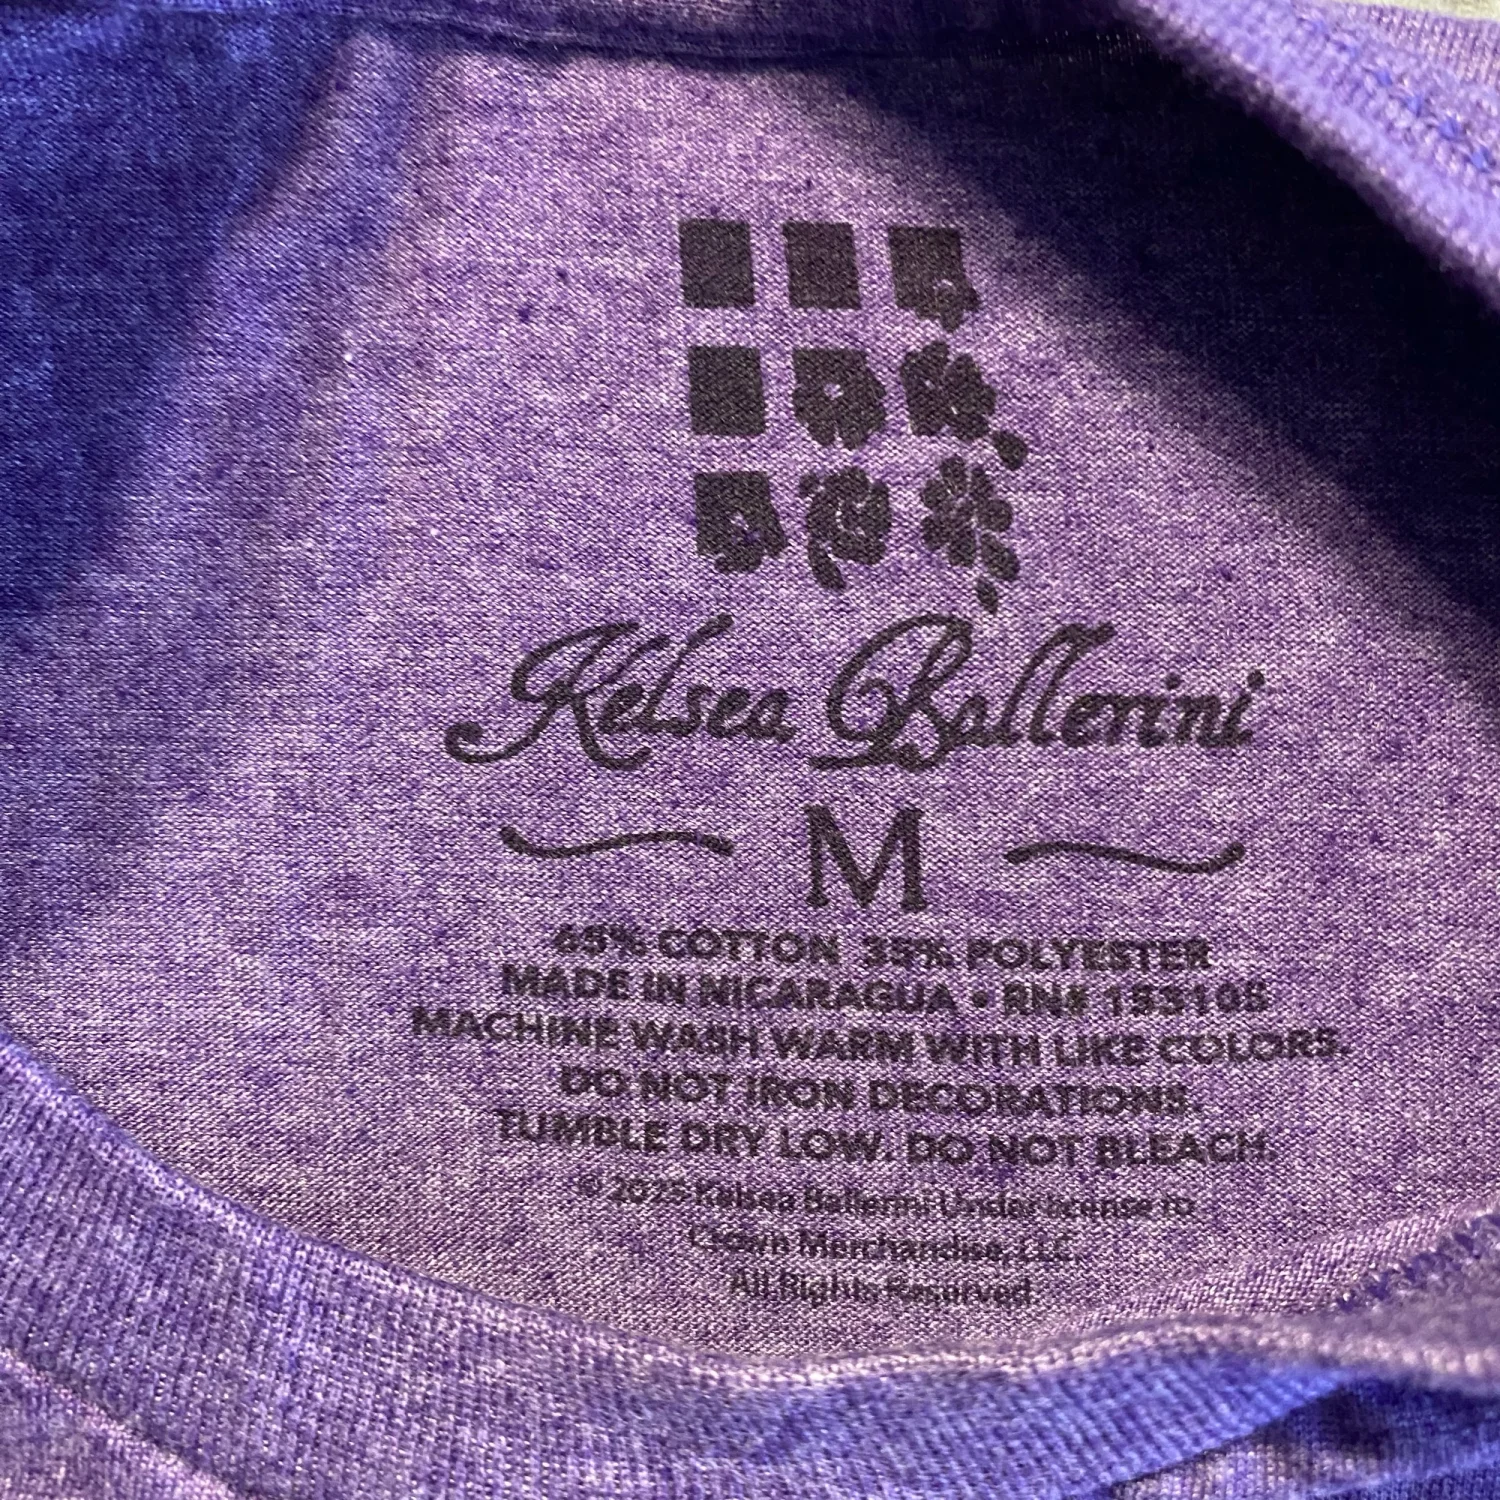 Kelsea Ballerini
M
65% COTTON 35% POLYESTER
MADE IN NICARAGUA • RN# 153105
MACHINE WASH WARM WITH LIKE COLORS.
DO NOT IRON DECORATIONS.
TUMBLE DRY LOW. DO NOT BLEACH.
© 2025 Kelsea Ballerini Under license to
Crown Merchandise, LLC.
All Rights Reserved.